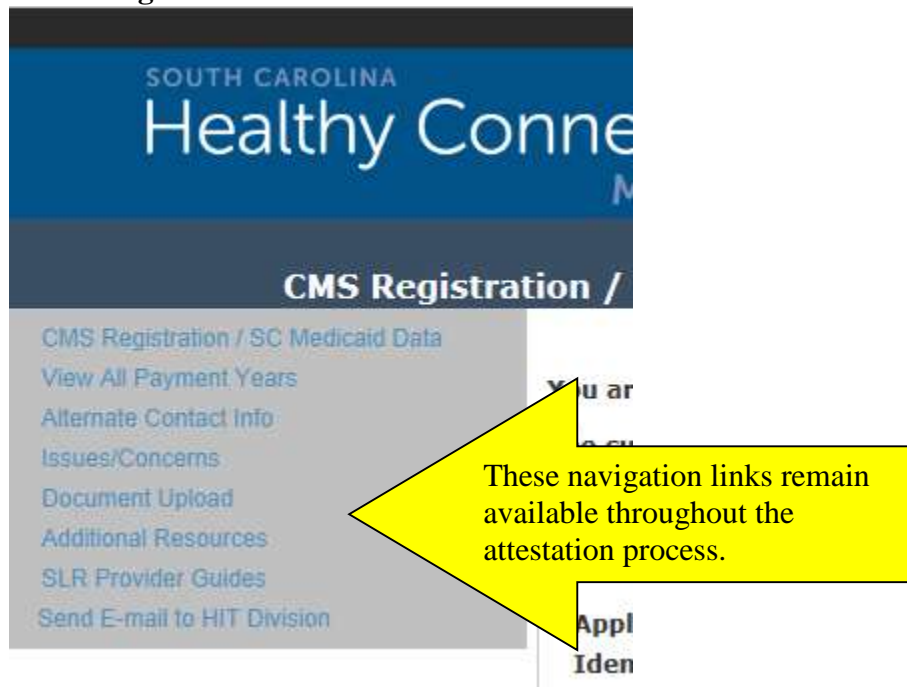 SOUTH CAROLINA
Healthy Conne
M
CMS Registration /
CMS Registration / SC Medicaid Data
View All Payment Years
Alternate Contact Info
Issues/Concerns
Document Upload
Additional Resources
SLR Provider Guides
Send E-mail to HIT Division
You ar
These navigation links remain
available throughout the
attestation process.
Appl
Iden